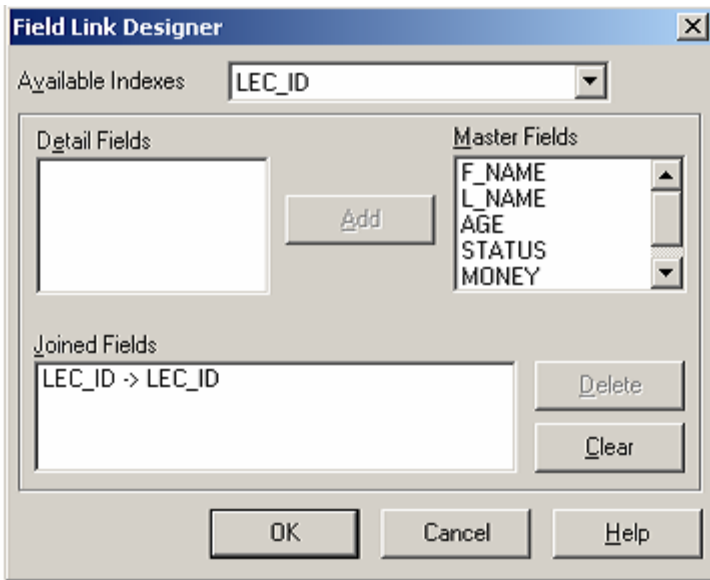 Field Link Designer
Available Indexes
LEC_ID
Detail Fields
Master Fields
F_NAME
L_NAME
AGE
STATUS
MONEY
Add
Joined Fields
LEC_ID -> LEC_ID
Delete
Clear
OK
Cancel
Help